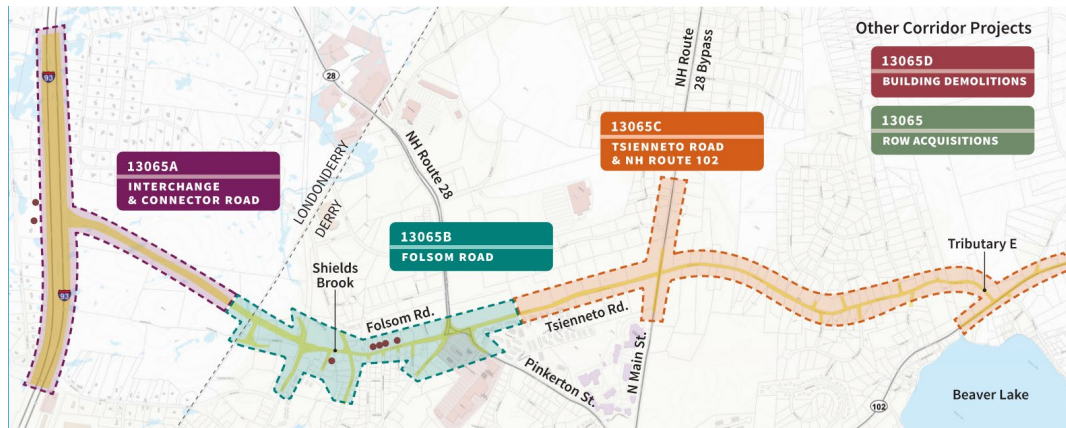 Other Corridor Projects
13065D
BUILDING DEMOLITIONS
13065
ROW ACQUISITIONS
NH Route
28 Bypass
93
28
NH Route 28
13065C
TSIENNETO ROAD
& NH ROUTE 102
13065A
INTERCHANGE
& CONNECTOR ROAD
LONDONDERRY
DERRY
13065B
FOLSOM ROAD
Tributary E
Shields
Brook
93
Folsom Rd.
Tsienneto Rd.
N Main St.
Pinkerton St.
102
Beaver Lake